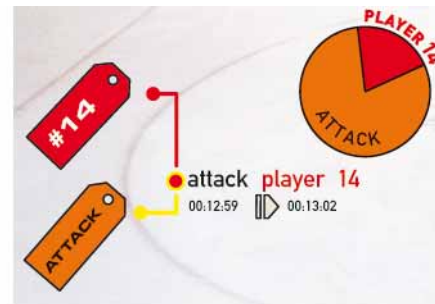 PLAYER 14
#14
ATTACK
attack player 14
00:12:59 00:13:02
ATTACK